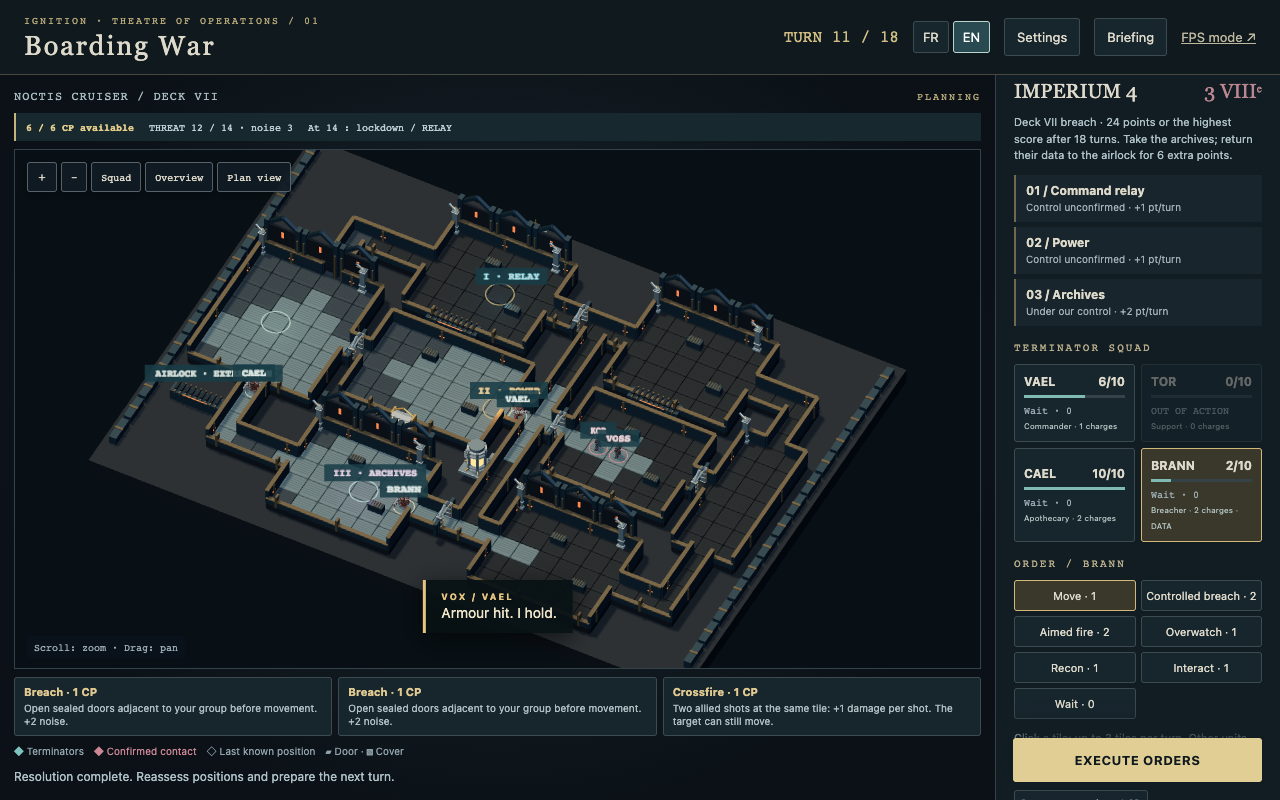 IGNITION · THEATRE OF OPERATIONS / 01
Boarding War
TURN 11 / 18
FR
EN
Settings
Briefing
FPS mode ↗
NOCTIS CRUISER / DECK VII
PLANNING
6 / 6 CP available THREAT 12 / 14 · noise 3 At 14 : lockdown / RELAY
+
−
Squad
Overview
Plan view
I · RELAY
AIRLOCK ·
CAEL
II ·
VAEL
VOSS
III · ARCHIVES
BRANN
VOX / VAEL
Armour hit. I hold.
Scroll: zoom · Drag: pan
Breach · 1 CP
Open sealed doors adjacent to your group before movement.
+2 noise.
Breach · 1 CP
Open sealed doors adjacent to your group before movement.
+2 noise.
Crossfire · 1 CP
Two allied shots at the same tile: +1 damage per shot. The
target can still move.
Terminators Confirmed contact Last known position Door · Cover
Resolution complete. Reassess positions and prepare the next turn.
IMPERIUM 4
3 VIIIᵉ
Deck VII breach · 24 points or the highest
score after 18 turns. Take the archives; return
their data to the airlock for 6 extra points.
01 / Command relay
Control unconfirmed · +1 pt/turn
02 / Power
Control unconfirmed · +1 pt/turn
03 / Archives
Under our control · +2 pt/turn
TERMINATOR SQUAD
VAEL 6/10
Wait · 0
Commander · 1 charges
TOR 0/10
OUT OF ACTION
Support · 0 charges
CAEL 10/10
Wait · 0
Apothecary · 2 charges
BRANN 2/10
Wait · 0
Breacher · 2 charges ·
DATA
ORDER / BRANN
Move · 1
Controlled breach · 2
Aimed fire · 2
Overwatch · 1
Recon · 1
Interact · 1
Wait · 0
EXECUTE ORDERS